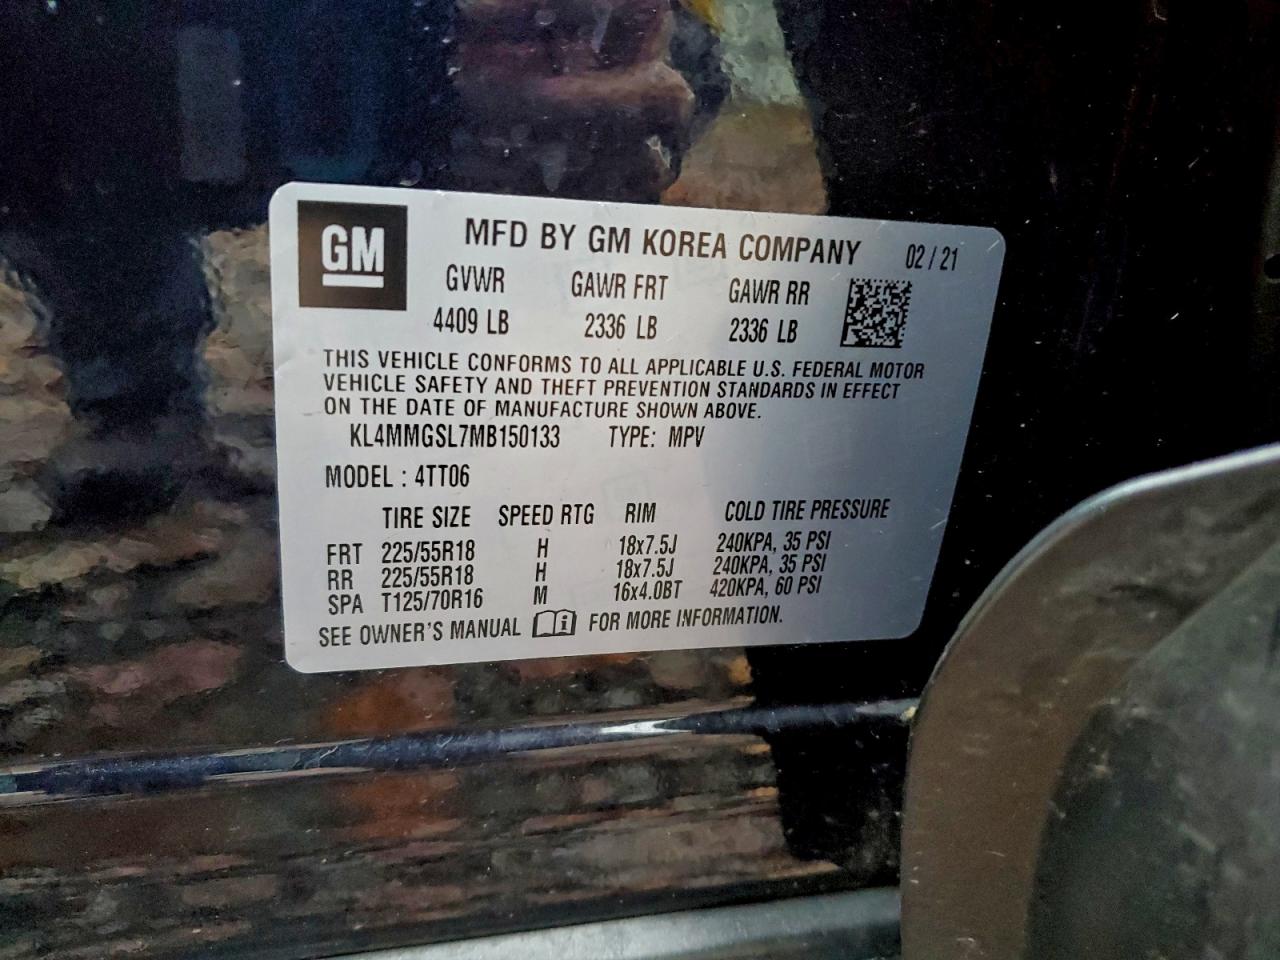 GM
MFD BY GM KOREA COMPANY 02 / 21
GVWR GAWR FRT GAWR RR
4409 LB 2336 LB 2336 LB
THIS VEHICLE CONFORMS TO ALL APPLICABLE U.S. FEDERAL MOTOR
VEHICLE SAFETY AND THEFT PREVENTION STANDARDS IN EFFECT
ON THE DATE OF MANUFACTURE SHOWN ABOVE.
KL4MMGSL7MB150133 TYPE: MPV
MODEL : 4TT06
TIRE SIZE SPEED RTG RIM COLD TIRE PRESSURE
FRT 225/55R18 H 18x7.5J 240KPA, 35 PSI
RR 225/55R18 H 18x7.5J 240KPA, 35 PSI
SPA T125/70R16 M 16x4.0BT 420KPA, 60 PSI
SEE OWNER'S MANUAL i FOR MORE INFORMATION.